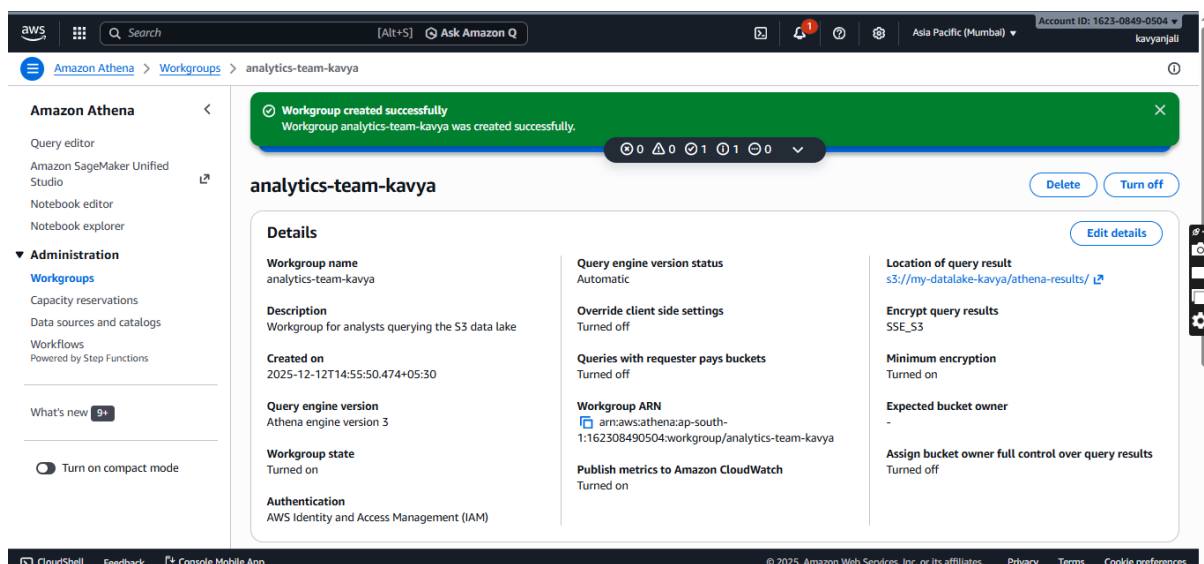 aws
Search
[Alt+S]
Ask Amazon Q
1
Asia Pacific (Mumbai)
Account ID: 1623-0849-0504
kavyanjali
Amazon Athena > Workgroups > analytics-team-kavya
Amazon Athena
Query editor
Amazon SageMaker Unified
Studio
Notebook editor
Notebook explorer
Administration
Workgroups
Capacity reservations
Data sources and catalogs
Workflows
Powered by Step Functions
What's new 9+
Turn on compact mode
Workgroup created successfully
Workgroup analytics-team-kavya was created successfully.
0 0 1 1 0
analytics-team-kavya
Delete
Turn off
Details
Edit details
Workgroup name
analytics-team-kavya
Description
Workgroup for analysts querying the S3 data lake
Created on
2025-12-12T14:55:50.474+05:30
Query engine version
Athena engine version 3
Workgroup state
Turned on
Authentication
AWS Identity and Access Management (IAM)
Query engine version status
Automatic
Override client side settings
Turned off
Queries with requester pays buckets
Turned off
Workgroup ARN
arn:aws:athena:ap-south-
1:162308490504:workgroup/analytics-team-kavya
Publish metrics to Amazon CloudWatch
Turned on
Location of query result
s3://my-datalake-kavya/athena-results/
Encrypt query results
SSE_S3
Minimum encryption
Turned on
Expected bucket owner
-
Assign bucket owner full control over query results
Turned off
CloudShell
Feedback
Console Mobile App
© 2025, Amazon Web Services, Inc. or its affiliates.
Privacy
Terms
Cookie preferences